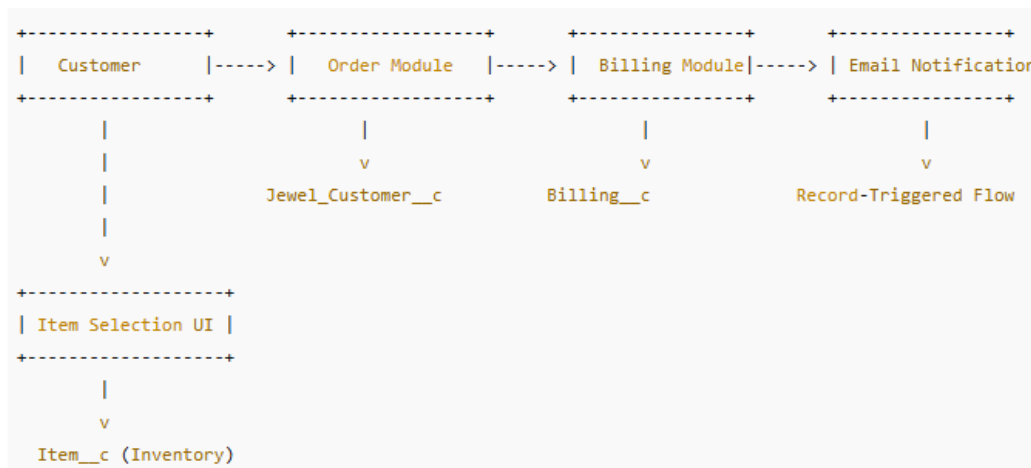 +-----------------+ +------------------+ +----------------+ +----------------+
| Customer |-----> | Order Module |-----> | Billing Module|-----> | Email Notification
+-----------------+ +------------------+ +----------------+ +----------------+
| | | |
| v v v
| Jewel_Customer__c Billing__c Record-Triggered Flow
|
v
+-------------------+
| Item Selection UI |
+-------------------+
|
v
Item__c (Inventory)